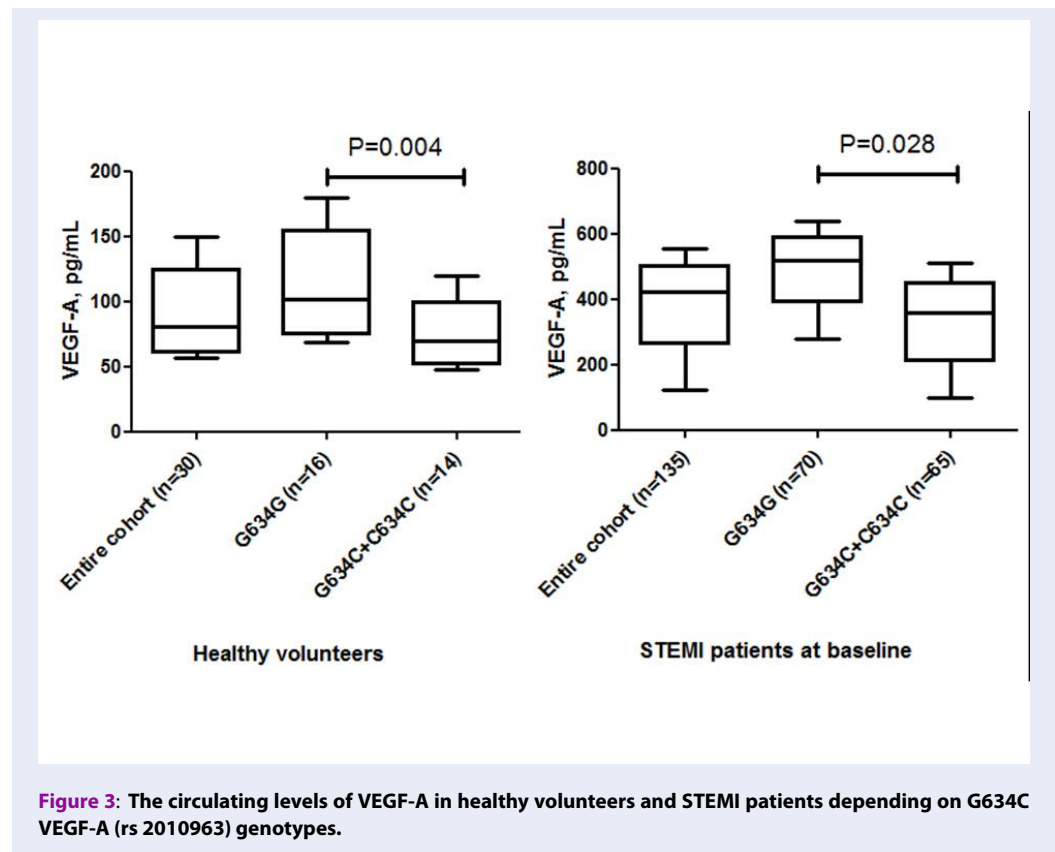 P=0.004
200
150
100
50
0
VEGF-A, pg/mL
Entire cohort (n=30)
G634G (n=16)
G634C+C634C (n=14)
Healthy volunteers
P=0.028
800
600
400
200
0
VEGF-A, pg/mL
Entire cohort (n=135)
G634G (n=70)
G634C+C634C (n=65)
STEMI patients at baseline
Figure 3: The circulating levels of VEGF-A in healthy volunteers and STEMI patients depending on G634C
VEGF-A (rs 2010963) genotypes.